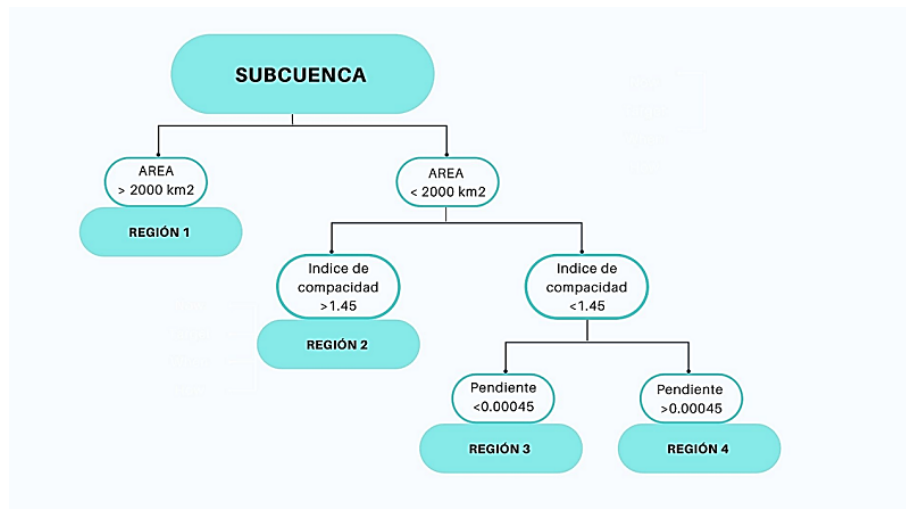 SUBCUENCA
AREA
> 2000 km2
REGIÓN 1
AREA
< 2000 km2
Indice de
compacidad
>1.45
REGIÓN 2
Indice de
compacidad
<1.45
Pendiente
<0.00045
REGIÓN 3
Pendiente
>0.00045
REGIÓN 4